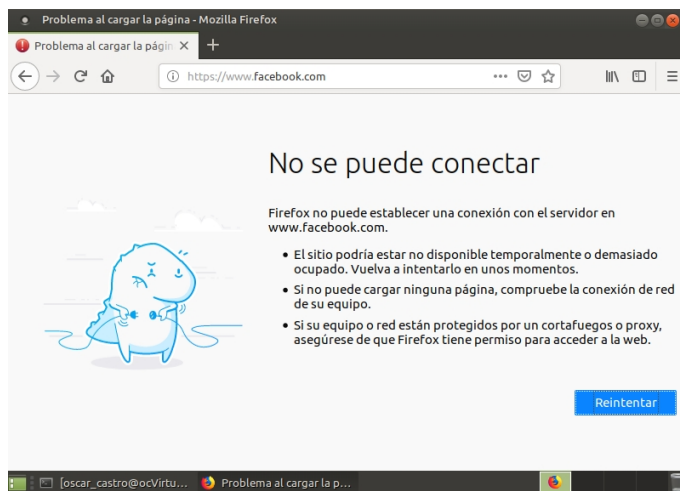 Problema al cargar la página - Mozilla Firefox
Problema al cargar la págin
https://www.facebook.com
No se puede conectar
Firefox no puede establecer una conexión con el servidor en
www.facebook.com.
• El sitio podría estar no disponible temporalmente o demasiado
ocupado. Vuelva a intentarlo en unos momentos.
• Si no puede cargar ninguna página, compruebe la conexión de red
de su equipo.
• Si su equipo o red están protegidos por un cortafuegos o proxy,
asegúrese de que Firefox tiene permiso para acceder a la web.
Reintentar
[oscar_castro@ocVirtu... Problema al cargar la p...